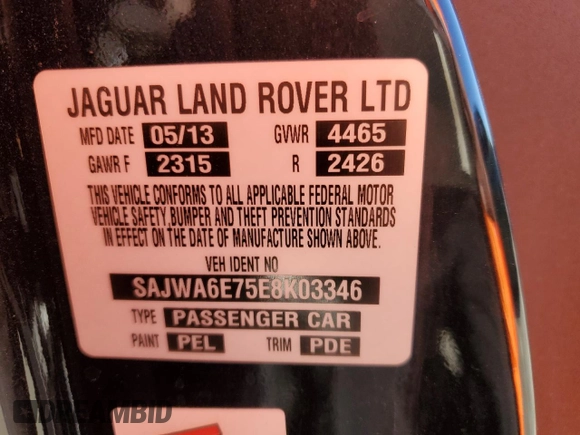 JAGUAR LAND ROVER LTD
MFD DATE 05/13 GVWR 4465
GAWR F 2315 R 2426
THIS VEHICLE CONFORMS TO ALL APPLICABLE FEDERAL MOTOR
VEHICLE SAFETY BUMPER AND THEFT PREVENTION STANDARDS
IN EFFECT ON THE DATE OF MANUFACTURE SHOWN ABOVE.
VEH IDENT NO
SAJWA6E75E8K03346
TYPE PASSENGER CAR
PAINT PEL TRIM PDE
DREAMBID